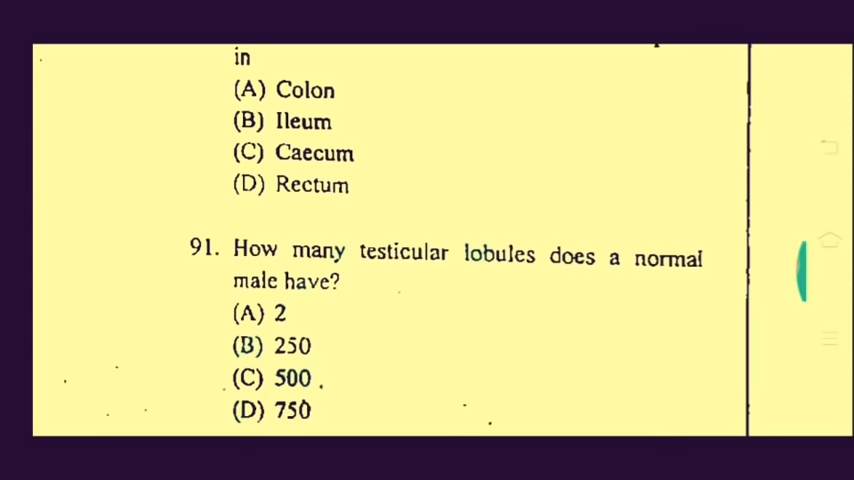 in
(A) Colon
(B) Ileum
(C) Caecum
(D) Rectum
91. How many testicular lobules does a normal
male have?
(A) 2
(B) 250
(C) 500
(D) 750